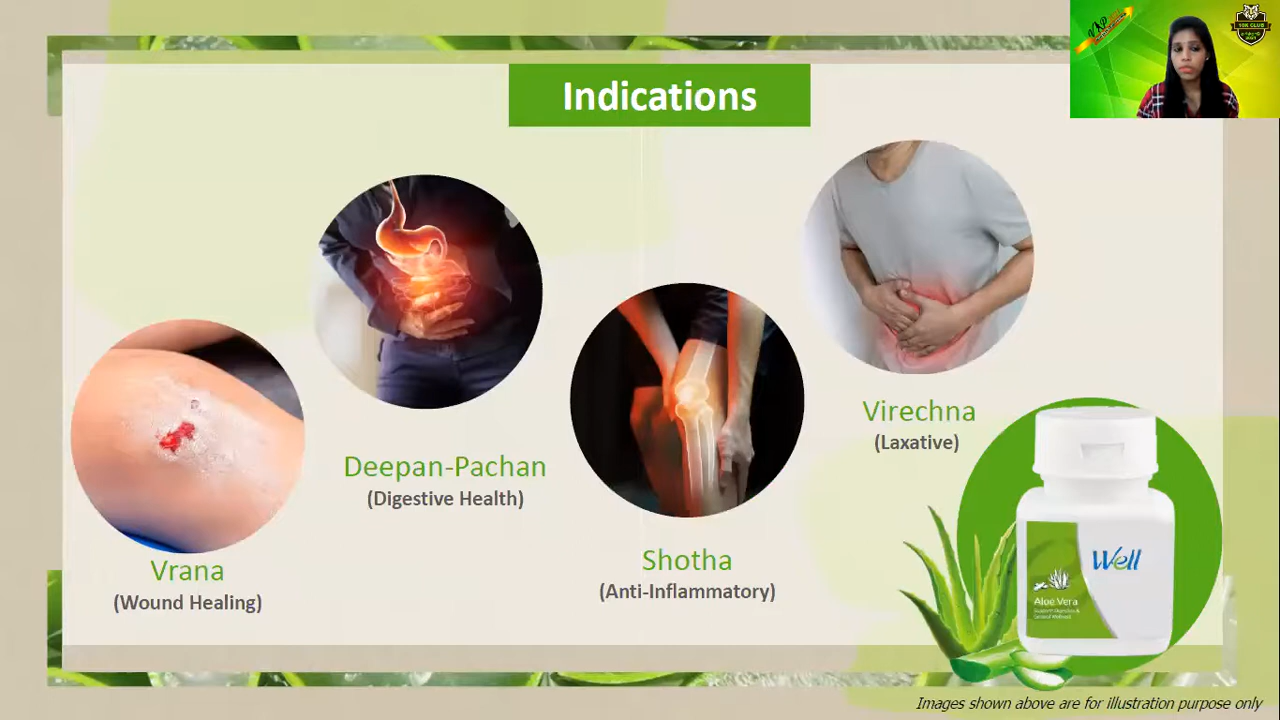 Indications
Vrana
(Wound Healing)
Deepan-Pachan
(Digestive Health)
Shotha
(Anti-Inflammatory)
Virechna
(Laxative)
Well
Aloe Vera
Images shown above are for illustration purpose only